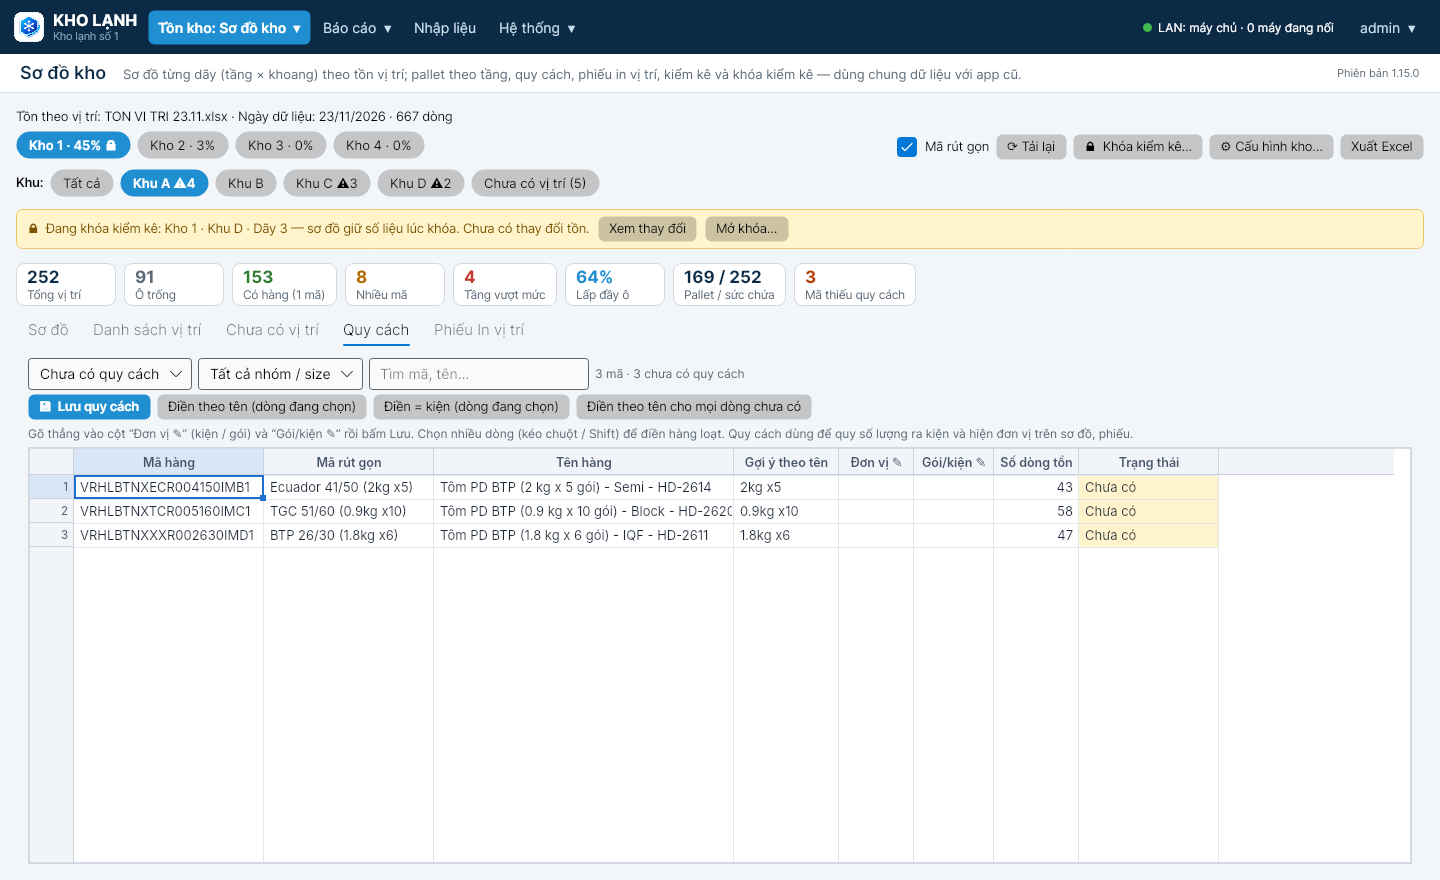 KHO LẠNH
Kho lạnh số 1
Tồn kho: Sơ đồ kho ▾
Báo cáo ▾
Nhập liệu
Hệ thống ▾
LAN: máy chủ · 0 máy đang nối
admin ▾
Sơ đồ kho
Sơ đồ từng dãy (tầng × khoang) theo tồn vị trí; pallet theo tầng, quy cách, phiếu in vị trí, kiểm kê và khóa kiểm kê — dùng chung dữ liệu với app cũ.
Phiên bản 1.15.0
Tồn theo vị trí: TON VI TRI 23.11.xlsx · Ngày dữ liệu: 23/11/2026 · 667 dòng
Kho 1 · 45% 🔒
Kho 2 · 3%
Kho 3 · 0%
Kho 4 · 0%
Mã rút gọn
⟳ Tải lại
🔒 Khóa kiểm kê...
⚙ Cấu hình kho...
Xuất Excel
Khu:
Tất cả
Khu A ⚠4
Khu B
Khu C ⚠3
Khu D ⚠2
Chưa có vị trí (5)
🔒 Đang khóa kiểm kê: Kho 1 · Khu D · Dãy 3 — sơ đồ giữ số liệu lúc khóa. Chưa có thay đổi tồn.
Xem thay đổi
Mở khóa...
252
Tổng vị trí
91
Ô trống
153
Có hàng (1 mã)
8
Nhiều mã
4
Tầng vượt mức
64%
Lấp đầy ô
169 / 252
Pallet / sức chứa
3
Mã thiếu quy cách
Sơ đồ
Danh sách vị trí
Chưa có vị trí
Quy cách
Phiếu In vị trí
Chưa có quy cách
Tất cả nhóm / size
Tìm mã, tên...
3 mã · 3 chưa có quy cách
Lưu quy cách
Điền theo tên (dòng đang chọn)
Điền = kiện (dòng đang chọn)
Điền theo tên cho mọi dòng chưa có
Gõ thẳng vào cột “Đơn vị ✎” (kiện / gói) và “Gói/kiện ✎” rồi bấm Lưu. Chọn nhiều dòng (kéo chuột / Shift) để điền hàng loạt. Quy cách dùng để quy số lượng ra kiện và hiện đơn vị trên sơ đồ, phiếu.
Mã hàng Mã rút gọn Tên hàng Gợi ý theo tên Đơn vị ✎ Gói/kiện ✎ Số dòng tồn Trạng thái
1 VRHLBTNXECR004150IMB1 Ecuador 41/50 (2kg x5) Tôm PD BTP (2 kg x 5 gói) - Semi - HD-2614 2kg x5 43 Chưa có
2 VRHLBTNXTCR005160IMC1 TGC 51/60 (0.9kg x10) Tôm PD BTP (0.9 kg x 10 gói) - Block - HD-2620 0.9kg x10 58 Chưa có
3 VRHLBTNXXXR002630IMD1 BTP 26/30 (1.8kg x6) Tôm PD BTP (1.8 kg x 6 gói) - IQF - HD-2611 1.8kg x6 47 Chưa có